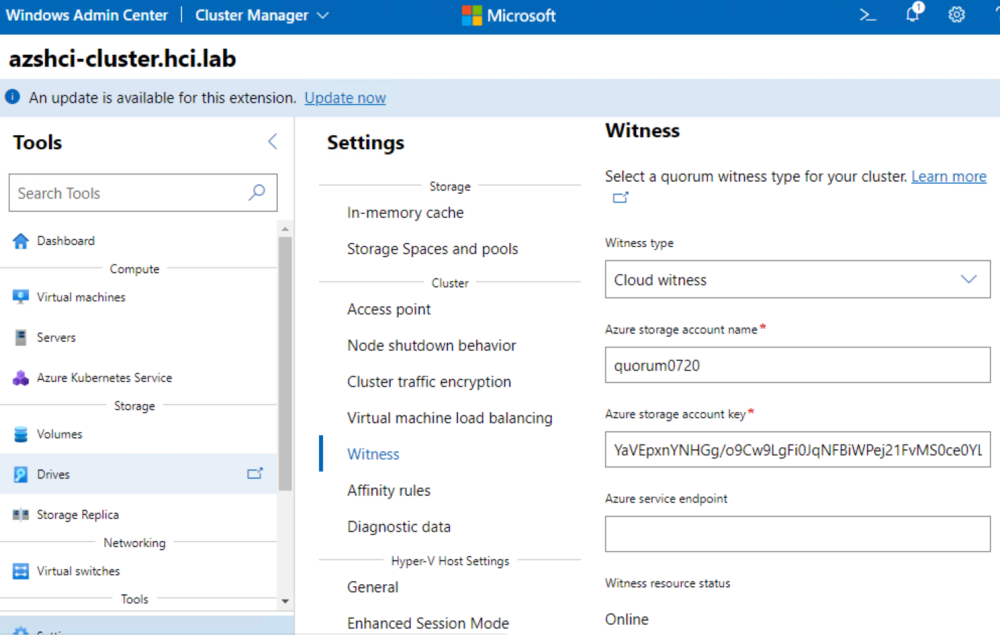 Windows Admin Center | Cluster Manager Microsoft
1
azshci-cluster.hci.lab
An update is available for this extension. Update now
Tools
Search Tools
Dashboard
Compute
Virtual machines
Servers
Azure Kubernetes Service
Storage
Volumes
Drives
Storage Replica
Networking
Virtual switches
Tools
Settings
Storage
In-memory cache
Storage Spaces and pools
Cluster
Access point
Node shutdown behavior
Cluster traffic encryption
Virtual machine load balancing
Witness
Affinity rules
Diagnostic data
Hyper-V Host Settings
General
Enhanced Session Mode
Witness
Select a quorum witness type for your cluster. Learn more
Witness type
Cloud witness
Azure storage account name*
quorum0720
Azure storage account key*
YaVEpxnYNHGg/o9Cw9LgFi0JqNFBiWPej21FvMS0ce0YL
Azure service endpoint
Witness resource status
Online